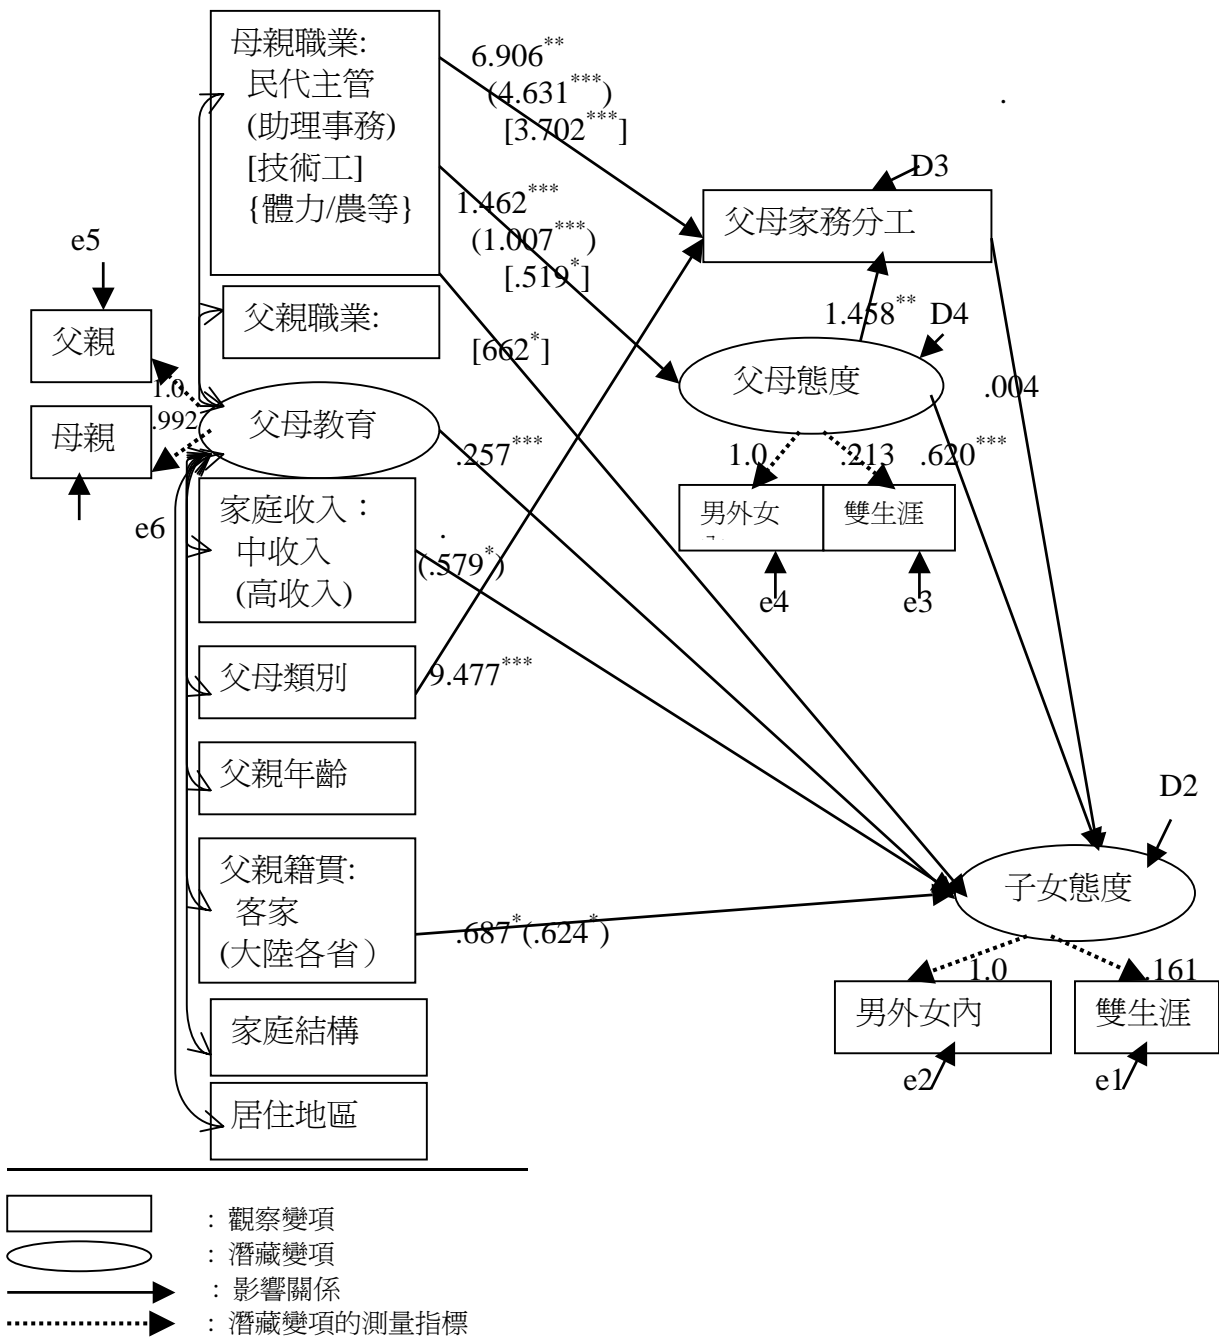 母親職業:
民代主管
(助理事務)
[技術工]
{體力/農等}
6.906**
(4.631***)
[3.702***]
.
D3
父母家務分工
1.462***
(1.007***)
[.519*]
e5
父親職業:
父親
[662*]
1.458**
D4
父母態度
.004
1.0
.992
父母教育
母親
.257***
1.0
.213
.620***
男外女
雙生涯
e6
家庭收入：
中收入
(高收入)
.
(.579*)
e4
e3
父母類別
9.477***
父親年齡
D2
父親籍貫:
客家
(大陸各省）
.687*(.624*)
子女態度
1.0
.161
男外女內
雙生涯
e2
e1
家庭結構
居住地區
: 觀察變項
: 潛藏變項
: 影響關係
: 潛藏變項的測量指標